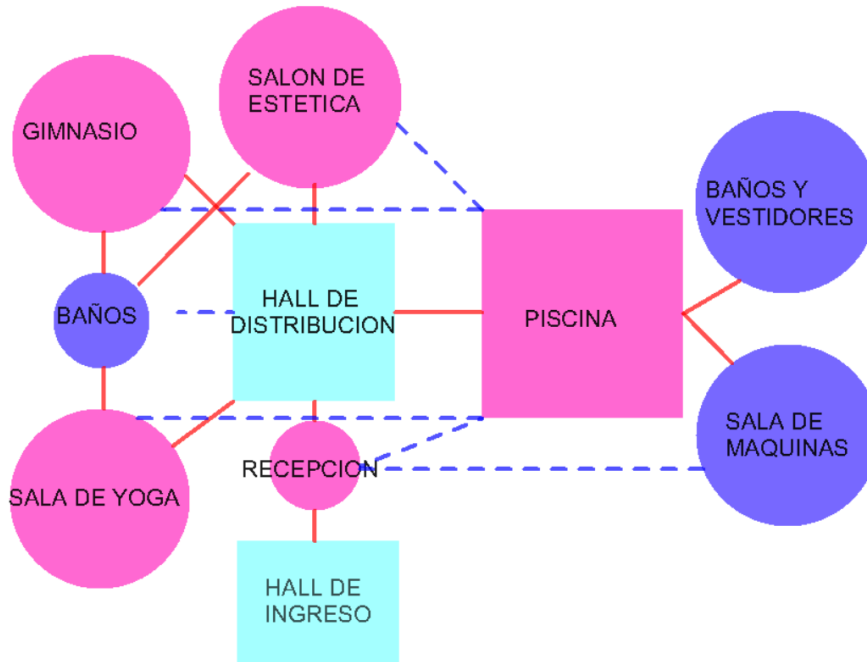 SALON DE
ESTETICA
GIMNASIO
BAÑOS Y
VESTIDORES
HALL DE
DISTRIBUCION
BAÑOS
PISCINA
SALA DE
MAQUINAS
RECEPCION
SALA DE YOGA
HALL DE
INGRESO